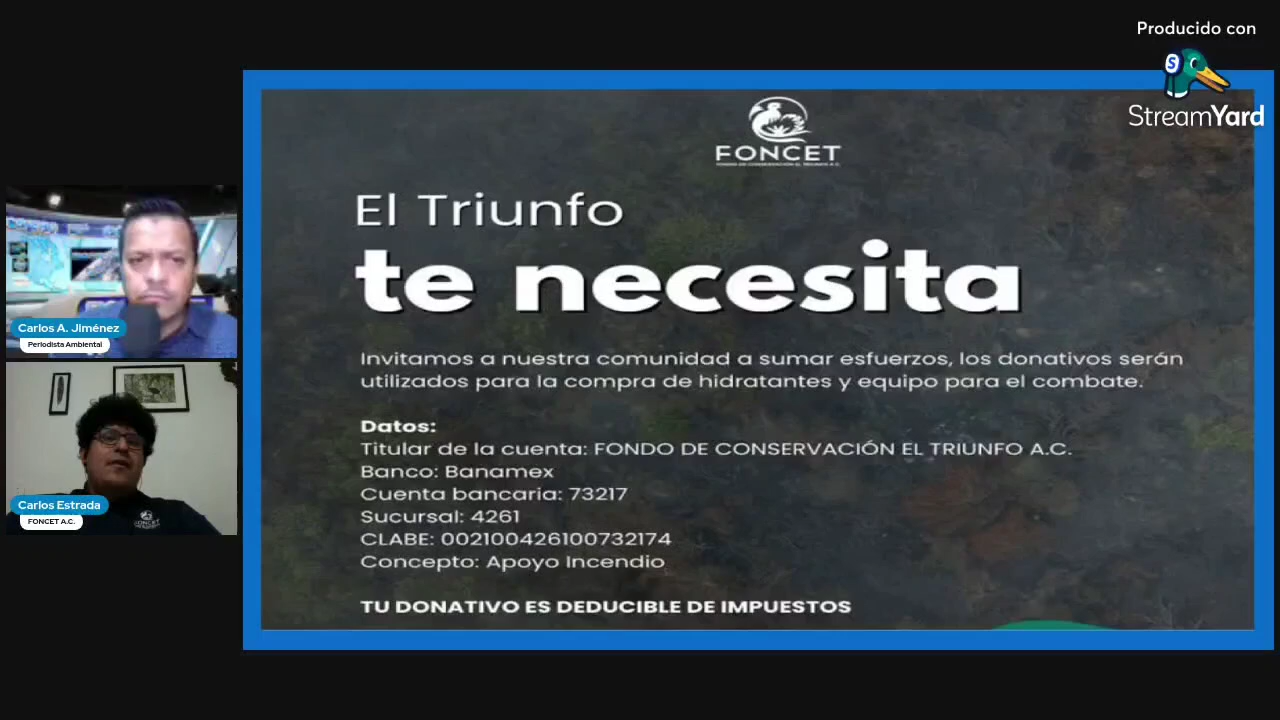 Producido con
StreamYard
FONCET
El Triunfo
te necesita
Invitamos a nuestra comunidad a sumar esfuerzos, los donativos serán
utilizados para la compra de hidratantes y equipo para el combate.
Datos:
Titular de la cuenta: FONDO DE CONSERVACIÓN EL TRIUNFO A.C.
Banco: Banamex
Cuenta bancaria: 73217
Sucursal: 4261
CLABE: 002100426100732174
Concepto: Apoyo Incendio
TU DONATIVO ES DEDUCIBLE DE IMPUESTOS
Carlos A. Jiménez
Periodista Ambiental
Carlos Estrada
FONCET A.C.
FONCET